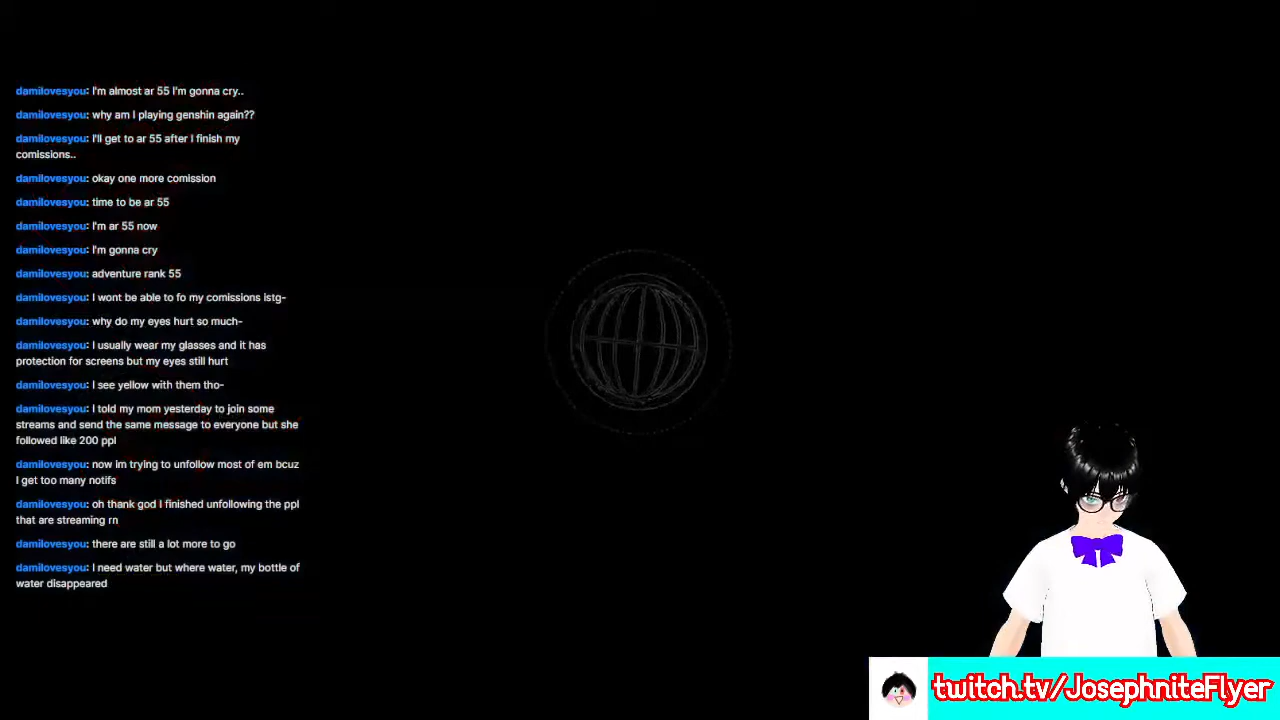 damilovesyou: I'm almost ar 55 I'm gonna cry..
damilovesyou: why am I playing genshin again??
damilovesyou: I'll get to ar 55 after I finish my
comissions..
damilovesyou: okay one more comission
damilovesyou: time to be ar 55
damilovesyou: I'm ar 55 now
damilovesyou: I'm gonna cry
damilovesyou: adventure rank 55
damilovesyou: I wont be able to fo my comissions istg-
damilovesyou: why do my eyes hurt so much-
damilovesyou: I usually wear my glasses and it has
protection for screens but my eyes still hurt
damilovesyou: I see yellow with them tho-
damilovesyou: I told my mom yesterday to join some
streams and send the same message to everyone but she
followed like 200 ppl
damilovesyou: now im trying to unfollow most of em bcuz
I get too many notifs
damilovesyou: oh thank god I finished unfollowing the ppl
that are streaming rn
damilovesyou: there are still a lot more to go
damilovesyou: I need water but where water, my bottle of
water disappeared
twitch.tv/JosephniteFlyer